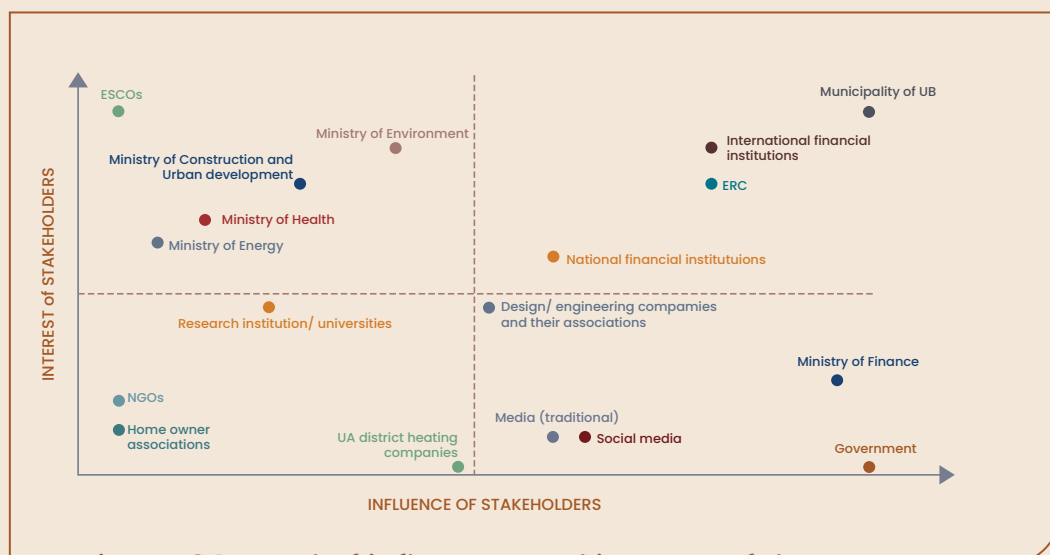 ESCOs
Municipality of UB
Ministry of Environment
International financial
institutions
Ministry of Construction and
Urban development
ERC
Ministry of Health
Ministry of Energy
National financial institutuions
INTEREST of STAKEHOLDERS
Design/ engineering compamies
and their associations
Research institution/ universities
Ministry of Finance
NGOs
Home owner
associations
Media (traditional)
UA district heating
companies
Social media
Government
INFLUENCE OF STAKEHOLDERS